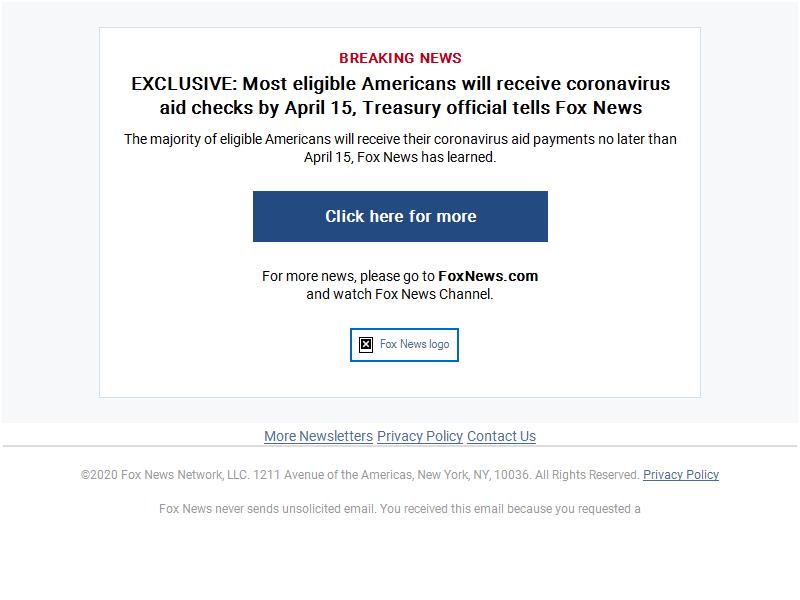 BREAKING NEWS
EXCLUSIVE: Most eligible Americans will receive coronavirus
aid checks by April 15, Treasury official tells Fox News
The majority of eligible Americans will receive their coronavirus aid payments no later than
April 15, Fox News has learned.
Click here for more
For more news, please go to FoxNews.com
and watch Fox News Channel.
Fox News logo
More Newsletters Privacy Policy Contact Us
©2020 Fox News Network, LLC. 1211 Avenue of the Americas, New York, NY, 10036. All Rights Reserved. Privacy Policy
Fox News never sends unsolicited email. You received this email because you requested a